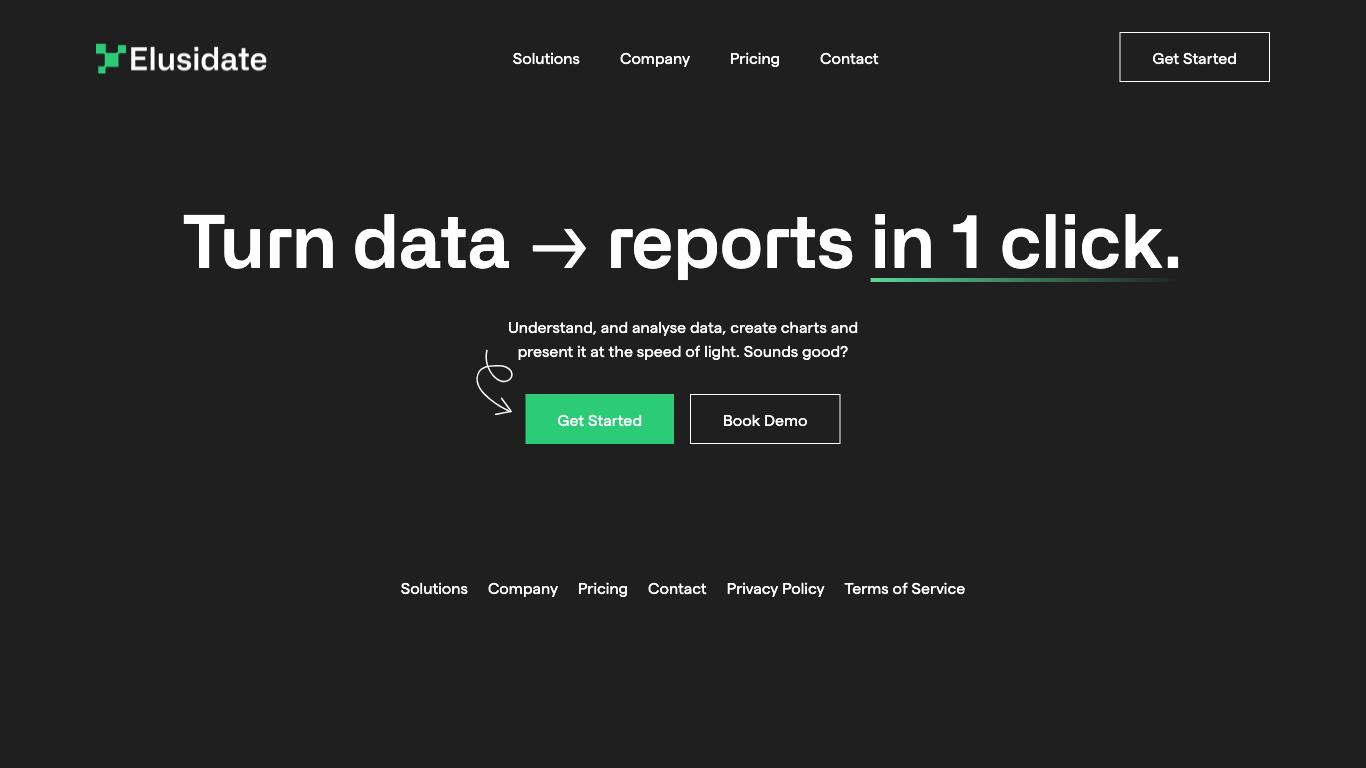 Elusidate
Solutions Company Pricing Contact
Get Started
Turn data → reports in 1 click.
Understand, and analyse data, create charts and
present it at the speed of light. Sounds good?
Get Started
Book Demo
Solutions Company Pricing Contact Privacy Policy Terms of Service